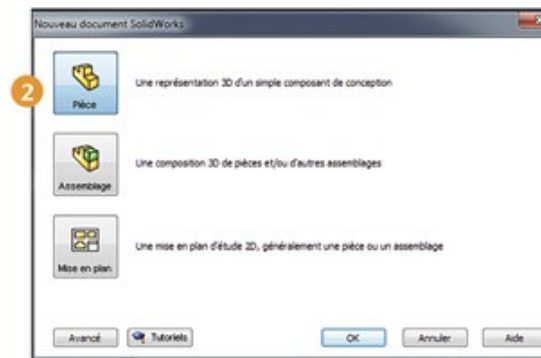 Nouveau document SolidWorks
2
Pièce
Une représentation 3D d'un simple composant de conception
Assemblage
Une composition 3D de pièces et/ou d'autres assemblages
Mise en plan
Une mise en plan d'étude 2D, généralement une pièce ou un assemblage
Avancé
Tutoriels
OK
Annuler
Aide